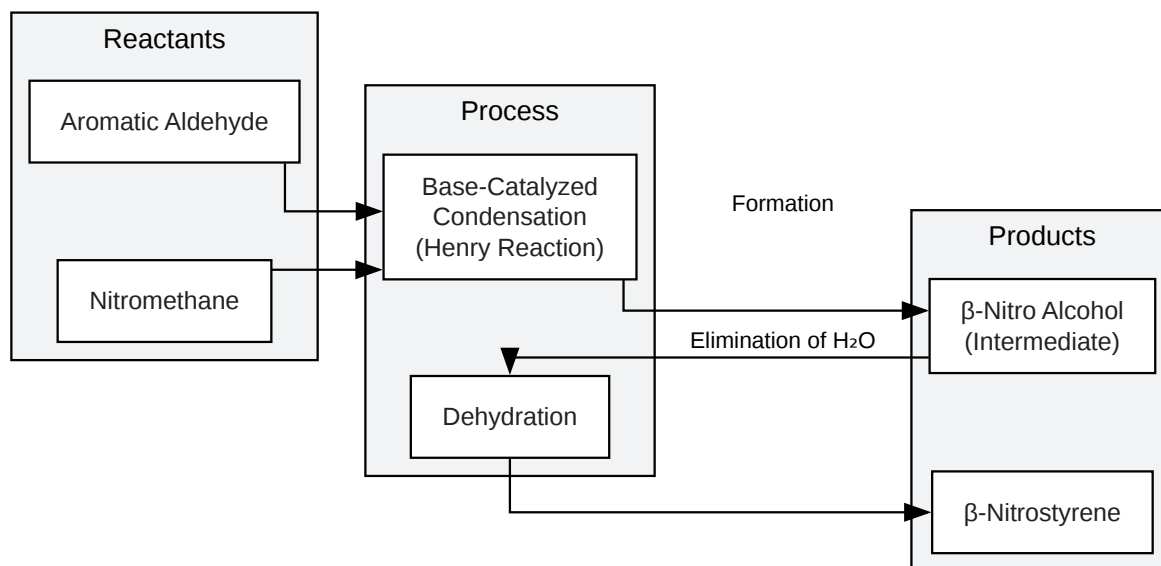 Reactants
Aromatic Aldehyde
Nitromethane
Process
Base-Catalyzed
Condensation
(Henry Reaction)
Dehydration
Formation
Elimination of H₂O
Products
β-Nitro Alcohol
(Intermediate)
β-Nitrostyrene